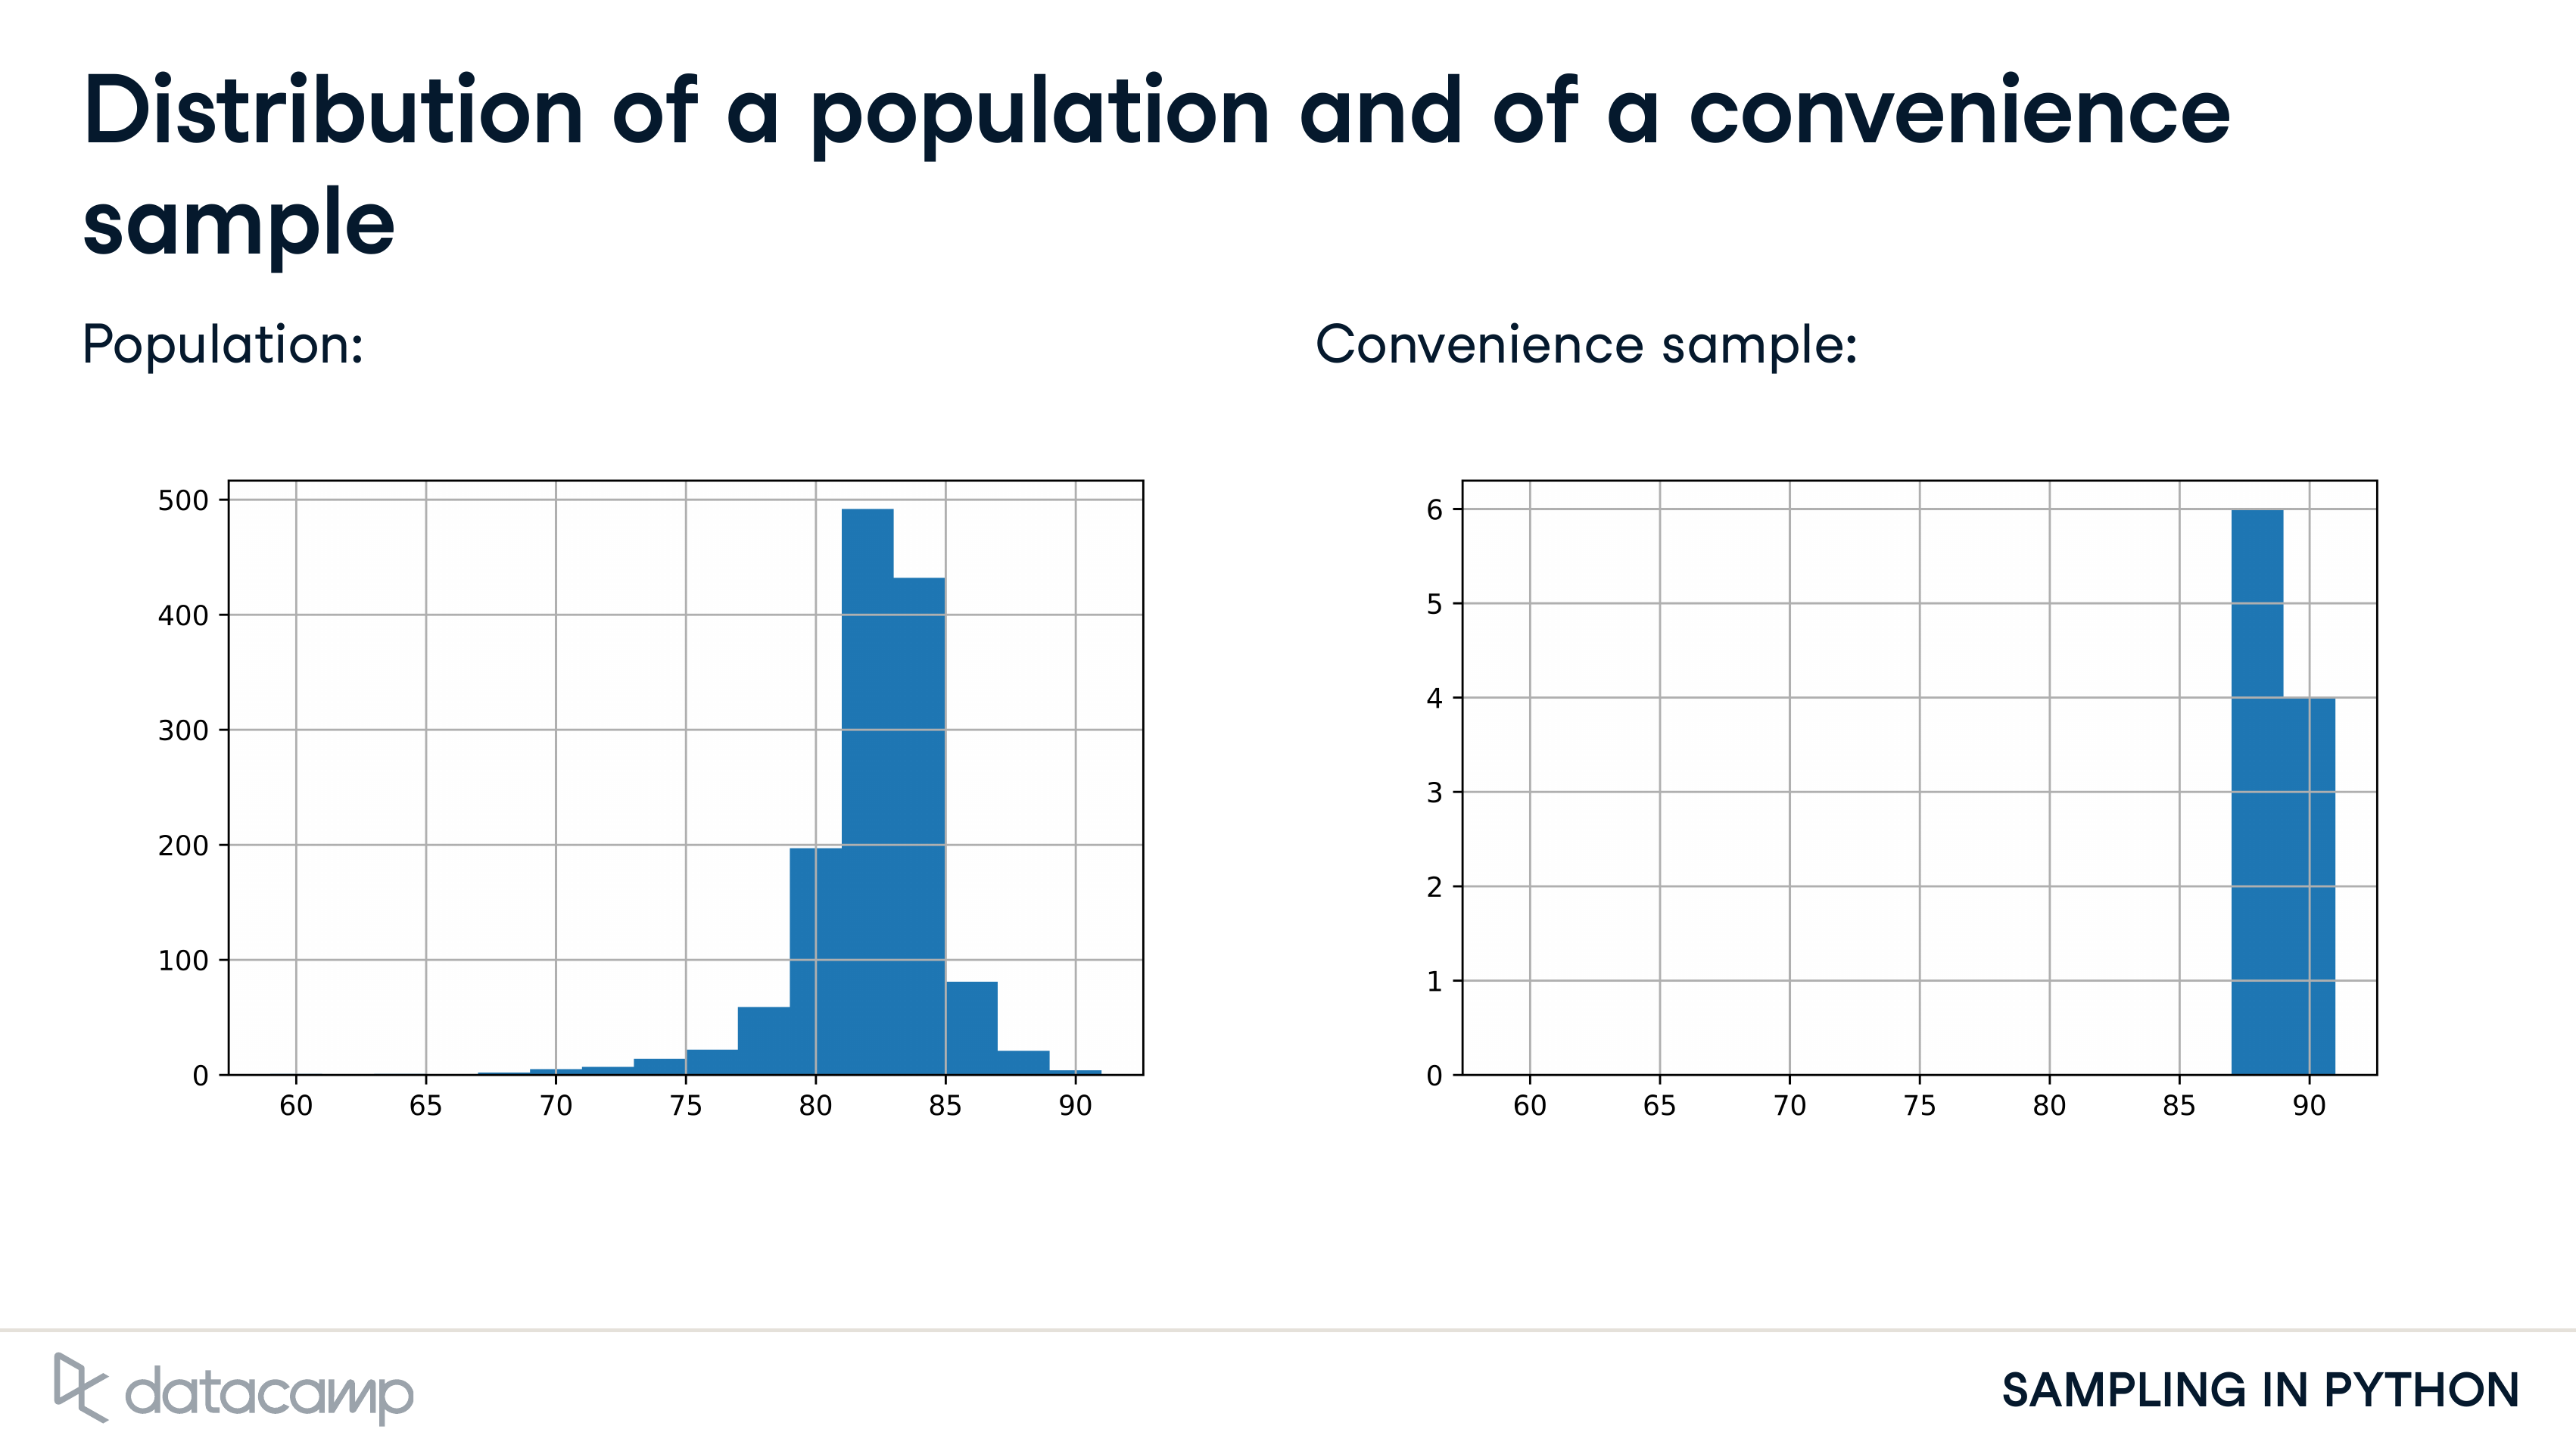 Distribution of a population and of a convenience
sample
Population:
Convenience sample:
500
400
300
200
100
0
60 65 70 75 80 85 90
6
5
4
3
2
1
0
60 65 70 75 80 85 90
datacamp
SAMPLING IN PYTHON